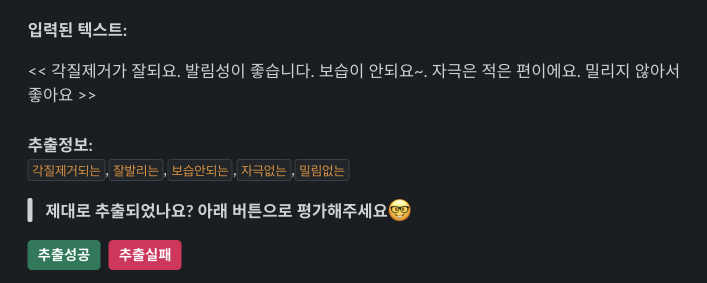 입력된 텍스트:
<< 각질제거가 잘되요. 발림성이 좋습니다. 보습이 안되요~. 자극은 적은 편이에요. 밀리지 않아서
좋아요 >>
추출정보:
각질제거되는 , 잘발리는 , 보습안되는 , 자극없는 , 밀림없는
제대로 추출되었나요? 아래 버튼으로 평가해주세요🤓
추출성공 추출실패